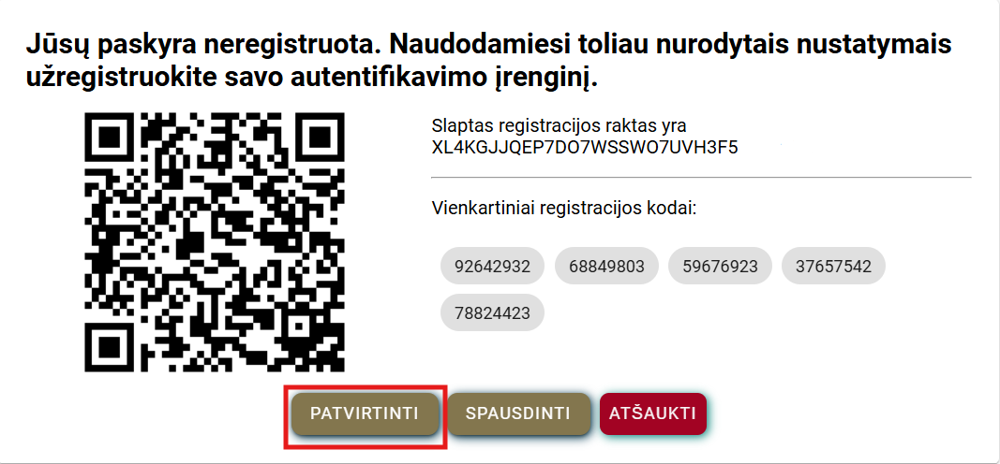 Jūsų paskyra neregistruota. Naudodamiesi toliau nurodytais nustatymais
užregistruokite savo autentifikavimo įrenginį.
Slaptas registracijos raktas yra
XL4KGJJQEP7DO7WSSWO7UVH3F5
Vienkartiniai registracijos kodai:
92642932 68849803 59676923 37657542
78824423
PATVIRTINTI SPAUSDINTI ATŠAUKTI